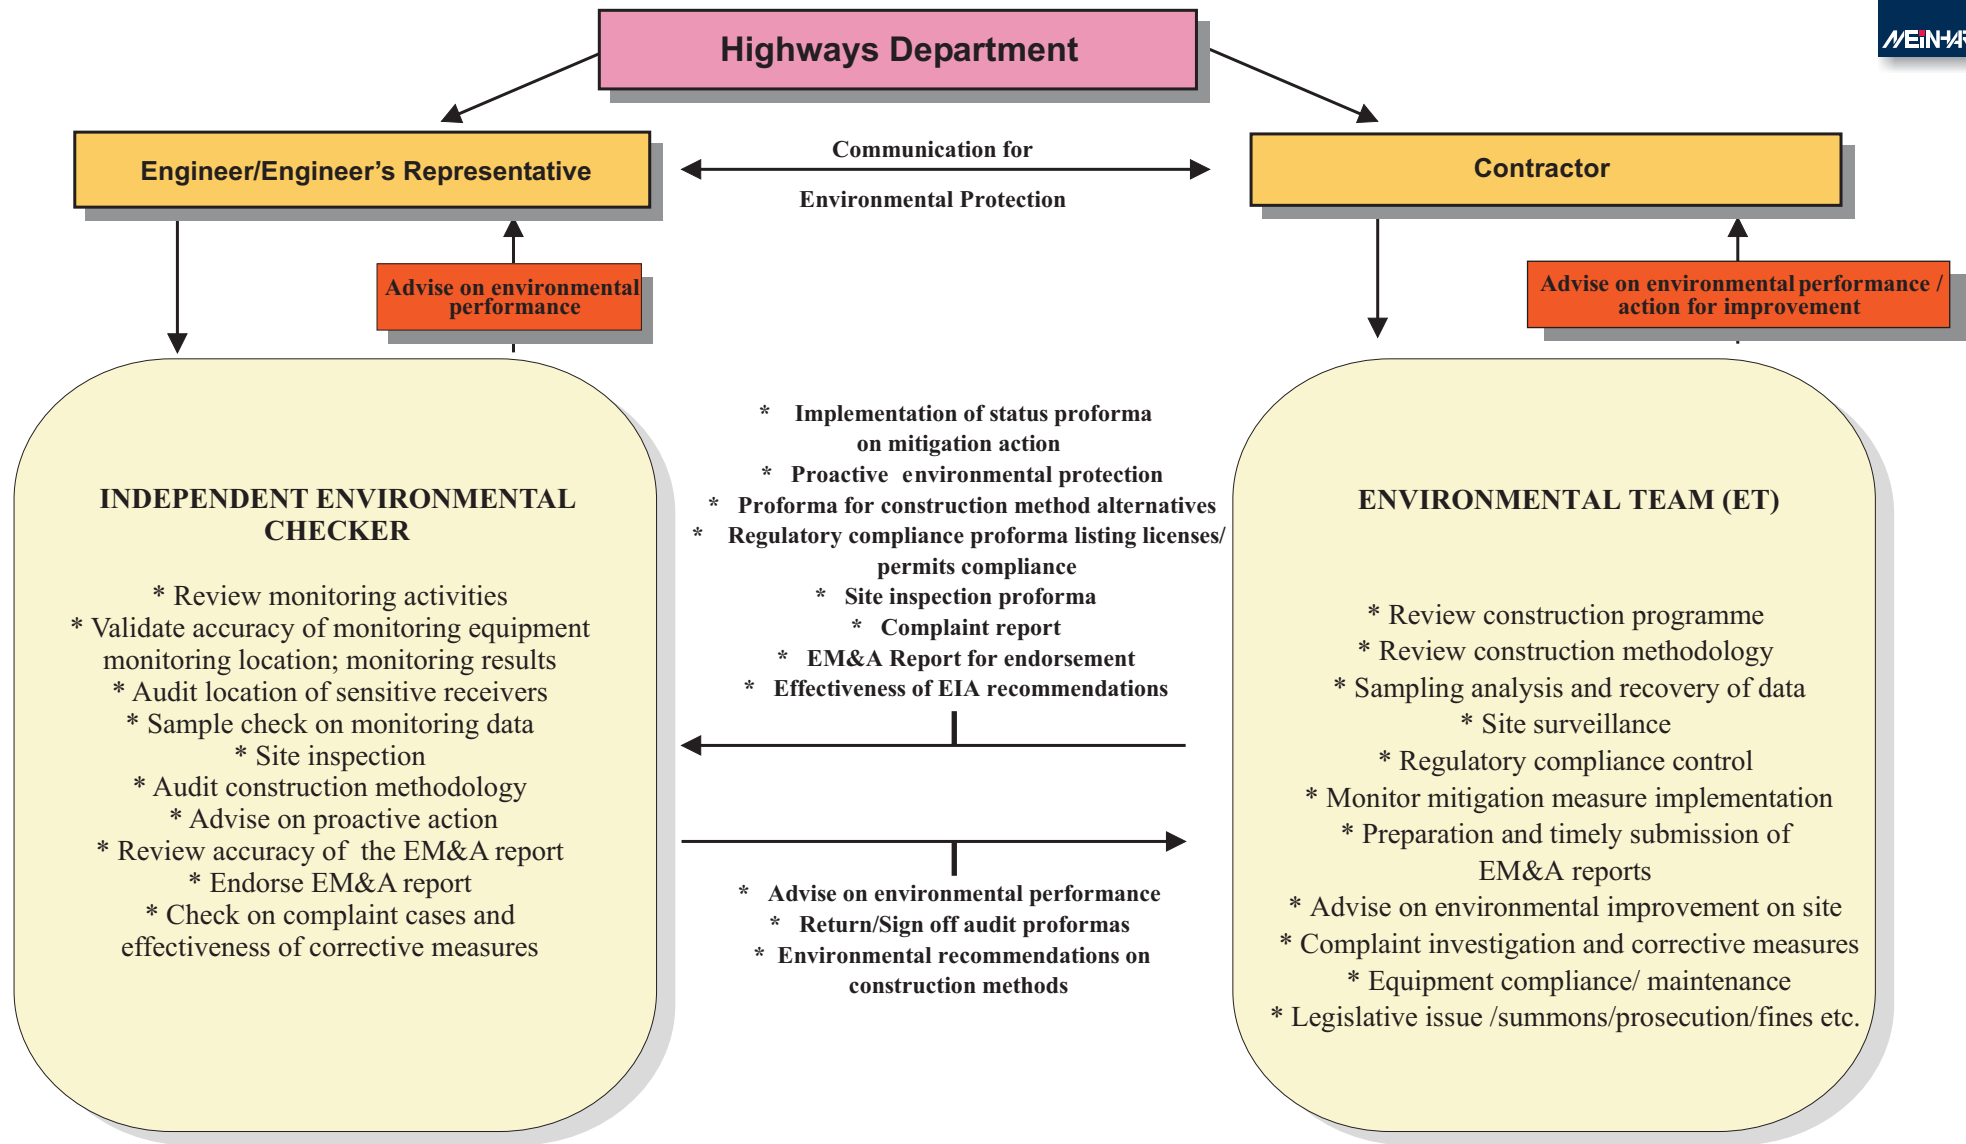 Highways Department
Engineer/Engineer's Representative
Communication for
Environmental Protection
Contractor
Advise on environmental
performance
Advise on environmental performance /
action for improvement
INDEPENDENT ENVIRONMENTAL
CHECKER
* Review monitoring activities
* Validate accuracy of monitoring equipment
monitoring location; monitoring results
* Audit location of sensitive receivers
* Sample check on monitoring data
* Site inspection
* Audit construction methodology
* Advise on proactive action
* Review accuracy of the EM&A report
* Endorse EM&A report
* Check on complaint cases and
effectiveness of corrective measures
* Implementation of status proforma
on mitigation action
* Proactive environmental protection
* Proforma for construction method alternatives
* Regulatory compliance proforma listing licenses/
permits compliance
* Site inspection proforma
* Complaint report
* EM&A Report for endorsement
* Effectiveness of EIA recommendations
* Advise on environmental performance
* Return/Sign off audit proformas
* Environmental recommendations on
construction methods
ENVIRONMENTAL TEAM (ET)
* Review construction programme
* Review construction methodology
* Sampling analysis and recovery of data
* Site surveillance
* Regulatory compliance control
* Monitor mitigation measure implementation
* Preparation and timely submission of
EM&A reports
* Advise on environmental improvement on site
* Complaint investigation and corrective measures
* Equipment compliance/ maintenance
* Legislative issue /summons/prosecution/fines etc.